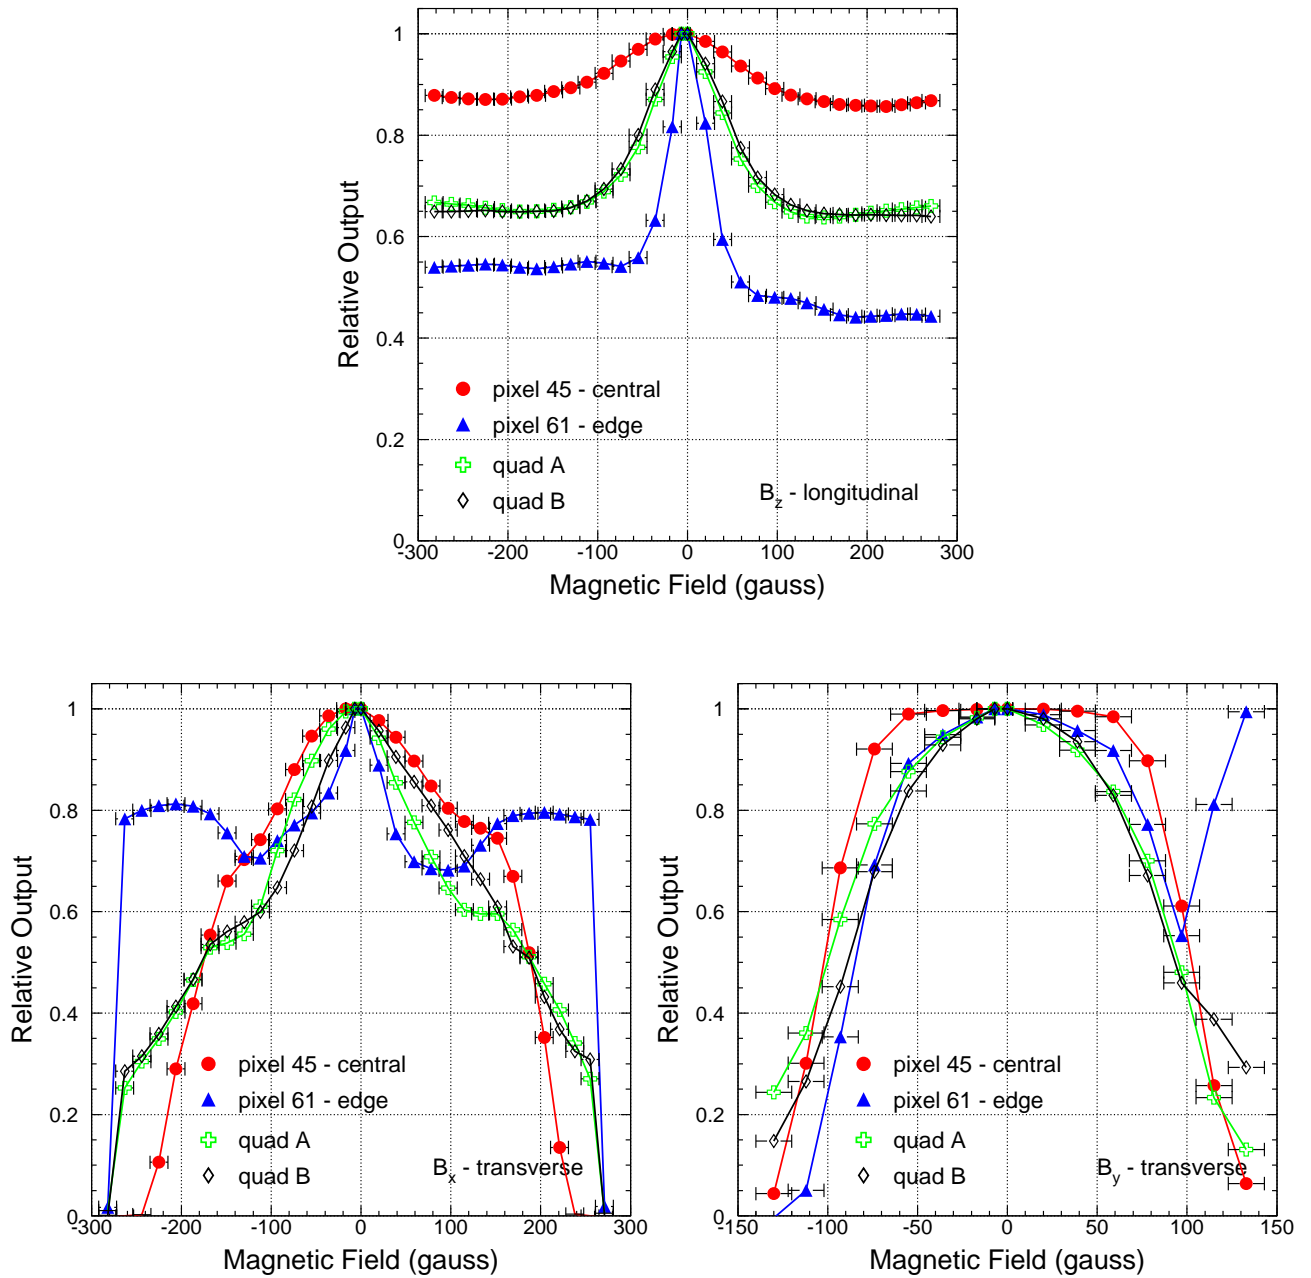 Relative Output
1
0.8
0.6
0.4
0.2
0
pixel 45 - central
pixel 61 - edge
quad A
quad B
B_z - longitudinal
-300 -200 -100 0 100 200 300
Magnetic Field (gauss)
Relative Output
1
0.8
0.6
0.4
0.2
0
pixel 45 - central
pixel 61 - edge
quad A
quad B
B_x - transverse
-300 -200 -100 0 100 200 300
Magnetic Field (gauss)
Relative Output
1
0.8
0.6
0.4
0.2
0
pixel 45 - central
pixel 61 - edge
quad A
quad B
B_y - transverse
-150 -100 -50 0 50 100 150
Magnetic Field (gauss)